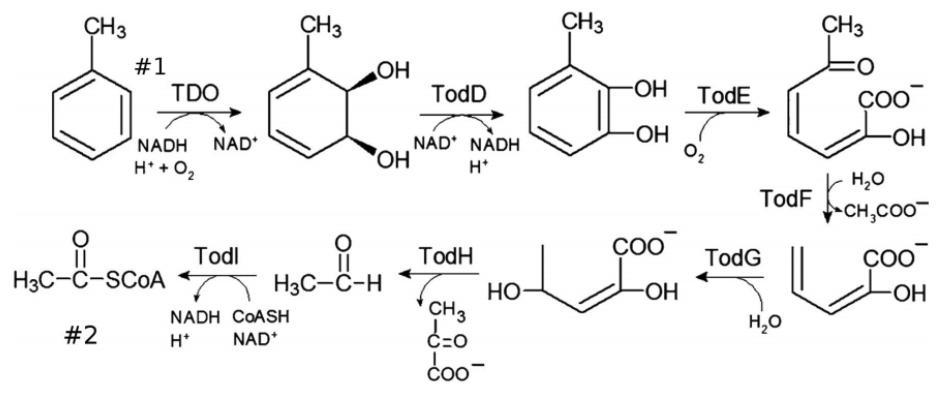 CH₃
#1
TDO
NADH
H⁺ + O₂
NAD⁺
CH₃
OH
OH
TodD
NAD⁺
NADH
H⁺
CH₃
OH
OH
TodE
O₂
CH₃
O
COO⁻
OH
TodF
H₂O
CH₃COO⁻
O
H₃C–C–SCoA
#2
TodI
NADH
H⁺
CoASH
NAD⁺
O
H₃C–C–H
TodH
CH₃
C=O
COO⁻
HO
COO⁻
OH
TodG
H₂O
COO⁻
OH